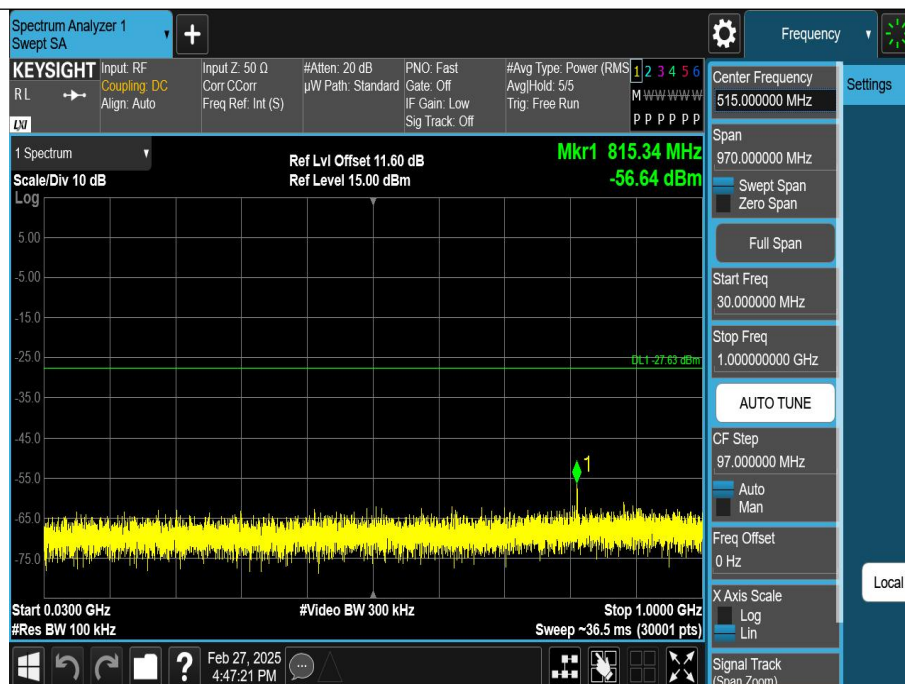 Spectrum Analyzer 1
Swept SA
+
Frequency
KEYSIGHT
RL
LXI
Input: RF
Coupling: DC
Align: Auto
Input Z: 50 Ω
Corr CCorr
Freq Ref: Int (S)
#Atten: 20 dB
µW Path: Standard
PNO: Fast
Gate: Off
IF Gain: Low
Sig Track: Off
#Avg Type: Power (RMS
Avg|Hold: 5/5
Trig: Free Run
1 2 3 4 5 6
M W W W W W
P P P P P P
1 Spectrum
Scale/Div 10 dB
Log
Ref Lvl Offset 11.60 dB
Ref Level 15.00 dBm
Mkr1 815.34 MHz
-56.64 dBm
5.00
-5.00
-15.0
-25.0
DL1 -27.63 dBm
-35.0
-45.0
1
-55.0
-65.0
-75.0
Start 0.0300 GHz
#Video BW 300 kHz
Stop 1.0000 GHz
#Res BW 100 kHz
Sweep ~36.5 ms (30001 pts)
?
Feb 27, 2025
4:47:21 PM
Center Frequency
515.000000 MHz
Span
970.000000 MHz
Swept Span
Zero Span
Full Span
Start Freq
30.000000 MHz
Stop Freq
1.000000000 GHz
AUTO TUNE
CF Step
97.000000 MHz
Auto
Man
Freq Offset
0 Hz
X Axis Scale
Log
Lin
Signal Track
(Span Zoom)
Settings
Local